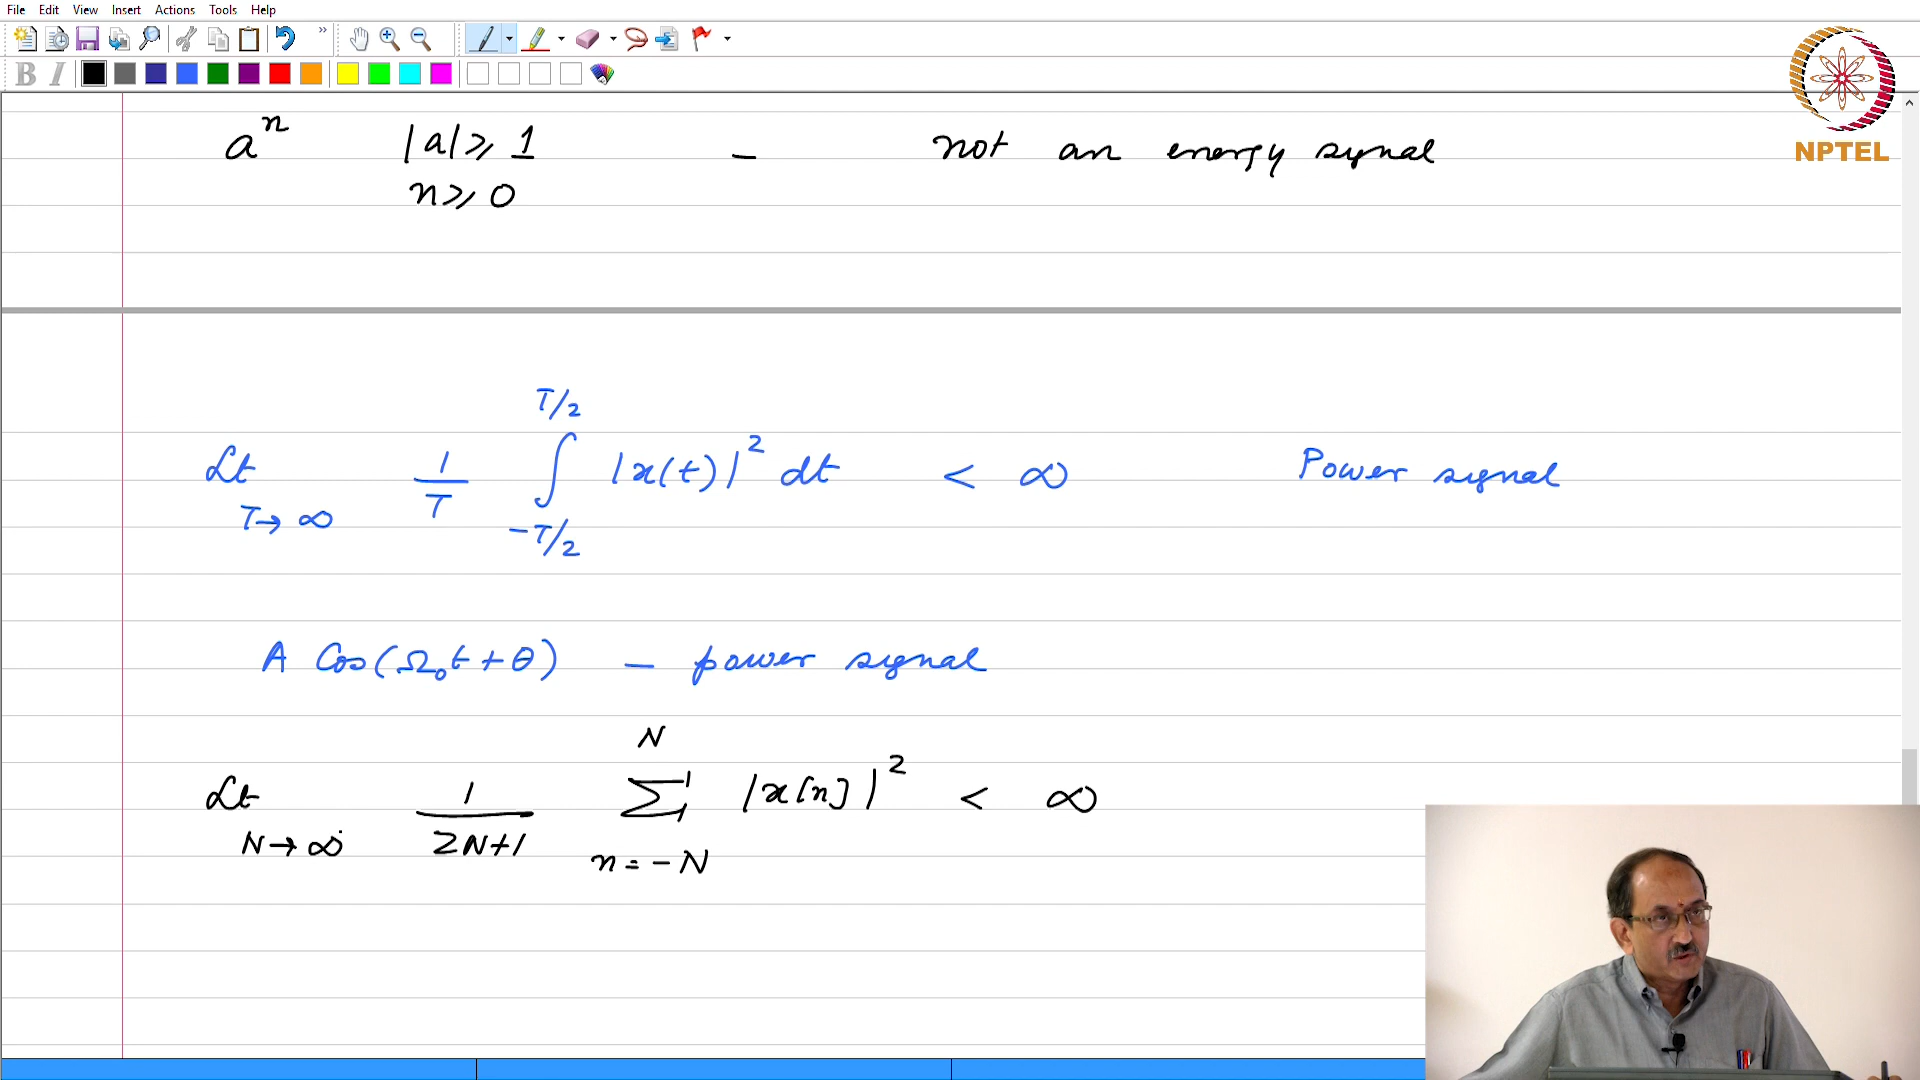 File Edit View Insert Actions Tools Help
B I
NPTEL
aⁿ |a| ⩾ 1 – not an energy signal
n ⩾ 0
T/2
Lt 1/T ∫ |x(t)|² dt < ∞ Power signal
T→∞ -T/2
A Cos(Ω₀t + θ) – power signal
N
Lt 1/2N+1 Σ |x[n]|² < ∞
N→∞ n = -N